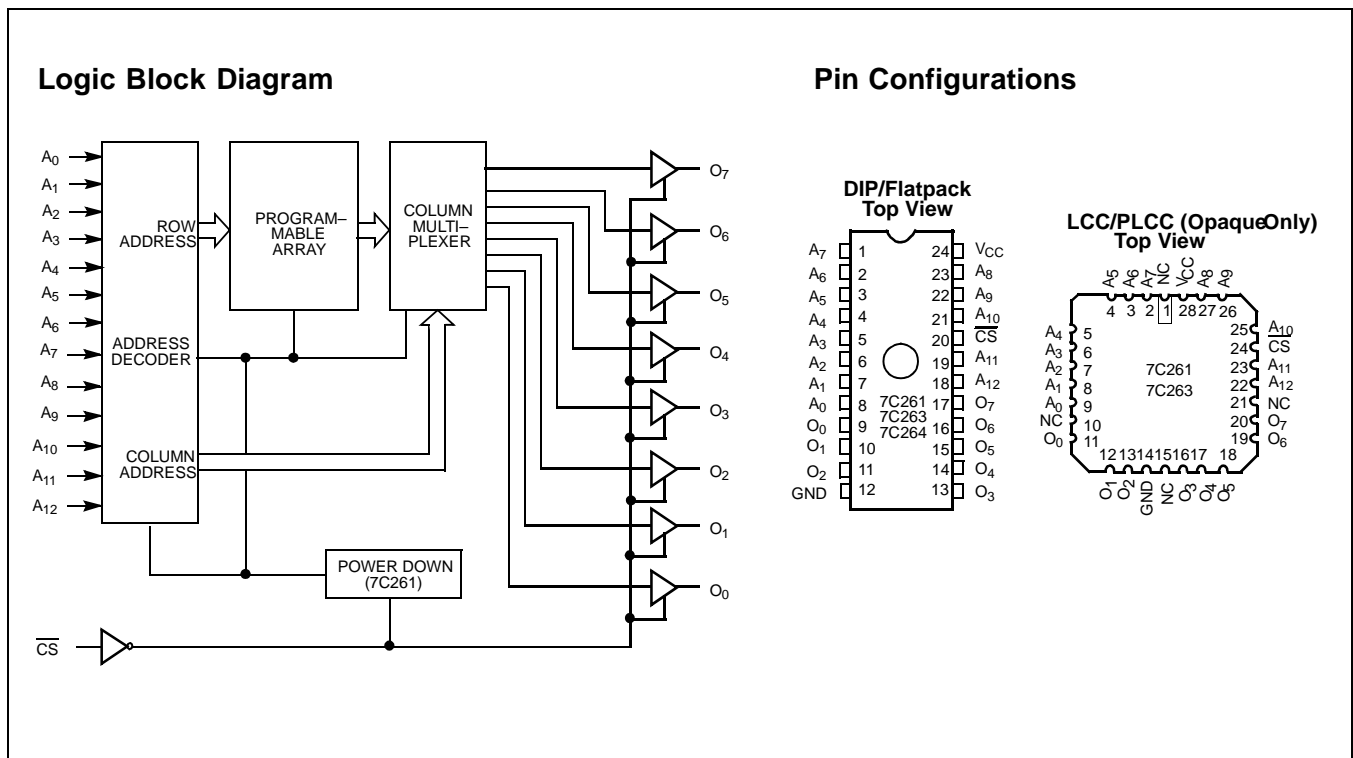 Logic Block Diagram
A0
A1
A2
A3
A4
A5
A6
A7
A8
A9
A10
A11
A12
ROW
ADDRESS
ADDRESS
DECODER
COLUMN
ADDRESS
PROGRAM–
MABLE
ARRAY
COLUMN
MULTI–
PLEXER
POWER DOWN
(7C261)
CS
O7
O6
O5
O4
O3
O2
O1
O0
Pin Configurations
DIP/Flatpack
Top View
A7 1 24 VCC
A6 2 23 A8
A5 3 22 A9
A4 4 21 A10
A3 5 20 CS
A2 6 19 A11
A1 7 18 A12
A0 8 7C261 17 O7
O0 9 7C263 16 O6
7C264
O1 10 15 O5
O2 11 14 O4
GND 12 13 O3
LCC/PLCC (OpaqueOnly)
Top View
A5 A6 A7 NC VCC A8 A9
4 3 2 1 28 27 26
A4 5 25 A10
A3 6 24 CS
A2 7 7C261 23 A11
A1 8 7C263 22 A12
A0 9 21 NC
NC 10 20 O7
O0 11 19 O6
12 13 14 15 16 17 18
O1 O2 GND NC O3 O4 O5